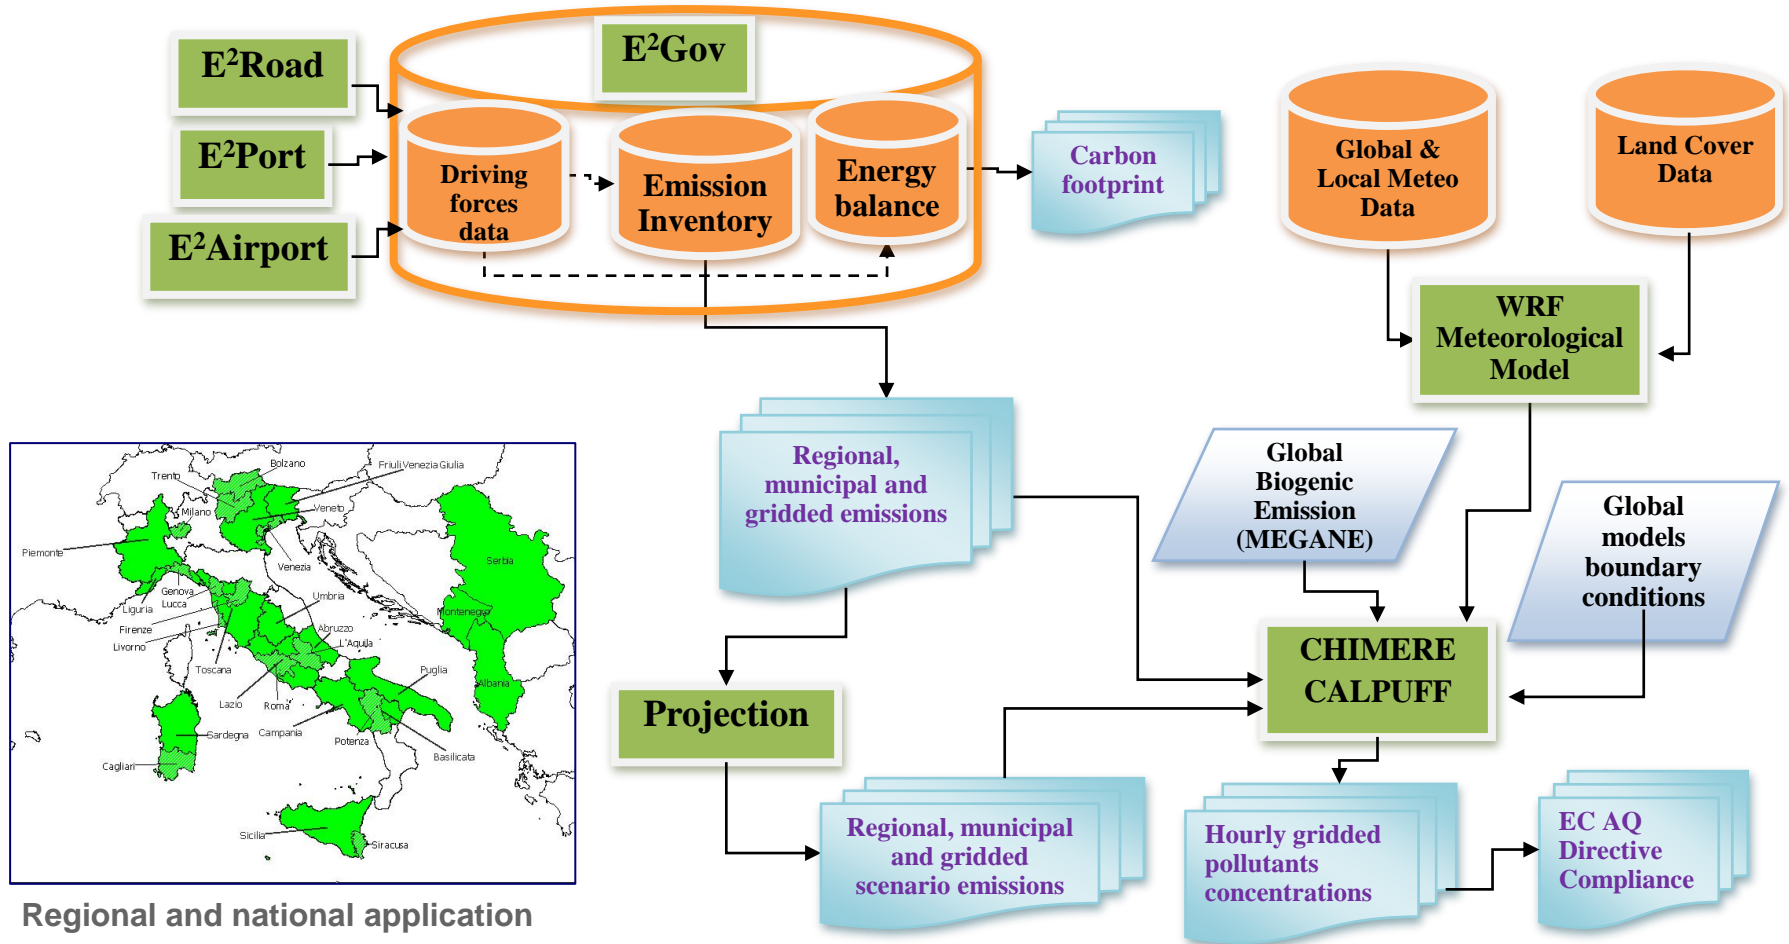 E²Gov
E²Road
E²Port
E²Airport
Driving
forces
data
Emission
Inventory
Energy
balance
Carbon
footprint
Global &
Local Meteo
Data
Land Cover
Data
WRF
Meteorological
Model
Regional,
municipal and
gridded emissions
Global
Biogenic
Emission
(MEGANE)
Global
models
boundary
conditions
CHIMERE
CALPUFF
Projection
Regional, municipal
and gridded
scenario emissions
Hourly gridded
pollutants
concentrations
EC AQ
Directive
Compliance
Bolzano
Friuli Venezia Giulia
Trento
Milano
Veneto
Piemonte
Venezia
Serbia
Genova
Lucca
Liguria
Umbria
Montenegro
Firenze
Abruzzo
Livorno
L'Aquila
Toscana
Puglia
Albania
Lazio
Roma
Campania
Sardegna
Potenza
Basilicata
Cagliari
Sicilia
Siracusa
Regional and national application